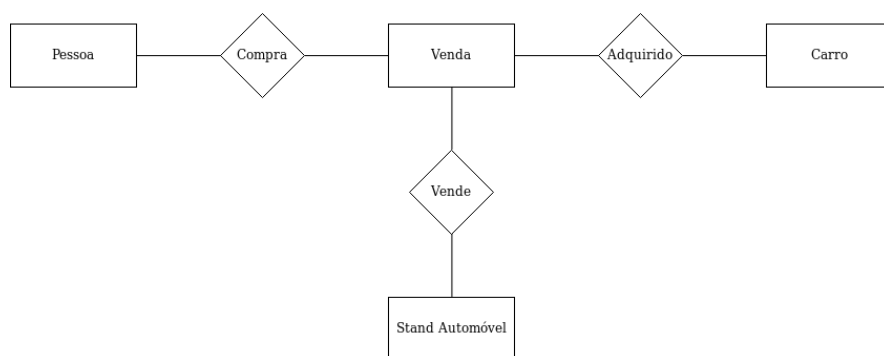 Pessoa
Compra
Venda
Adquirido
Carro
Vende
Stand Automóvel